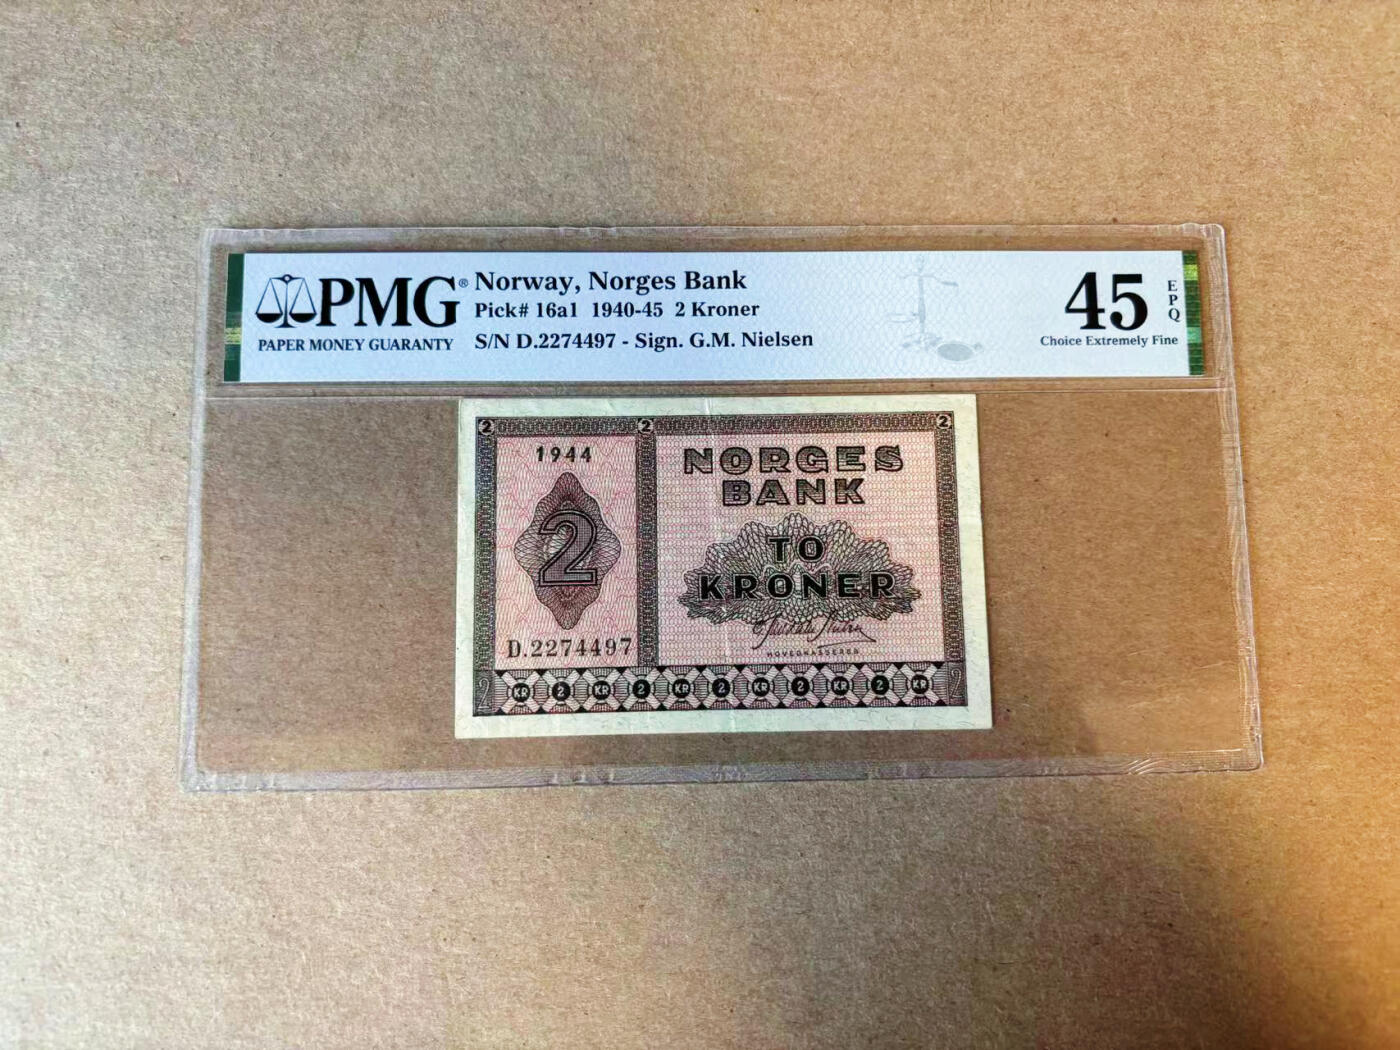 PMG®
PAPER MONEY GUARANTY
Norway, Norges Bank
Pick# 16a1 1940-45 2 Kroner
S/N D.2274497 - Sign. G.M. Nielsen
45
EPQ
Choice Extremely Fine
2 2 2
1944
NORGES
BANK
2
TO
KRONER
D.2274497
HOVEDKASSERER
2 KR 2 KR 2 KR 2 KR 2 KR 2 KR 2